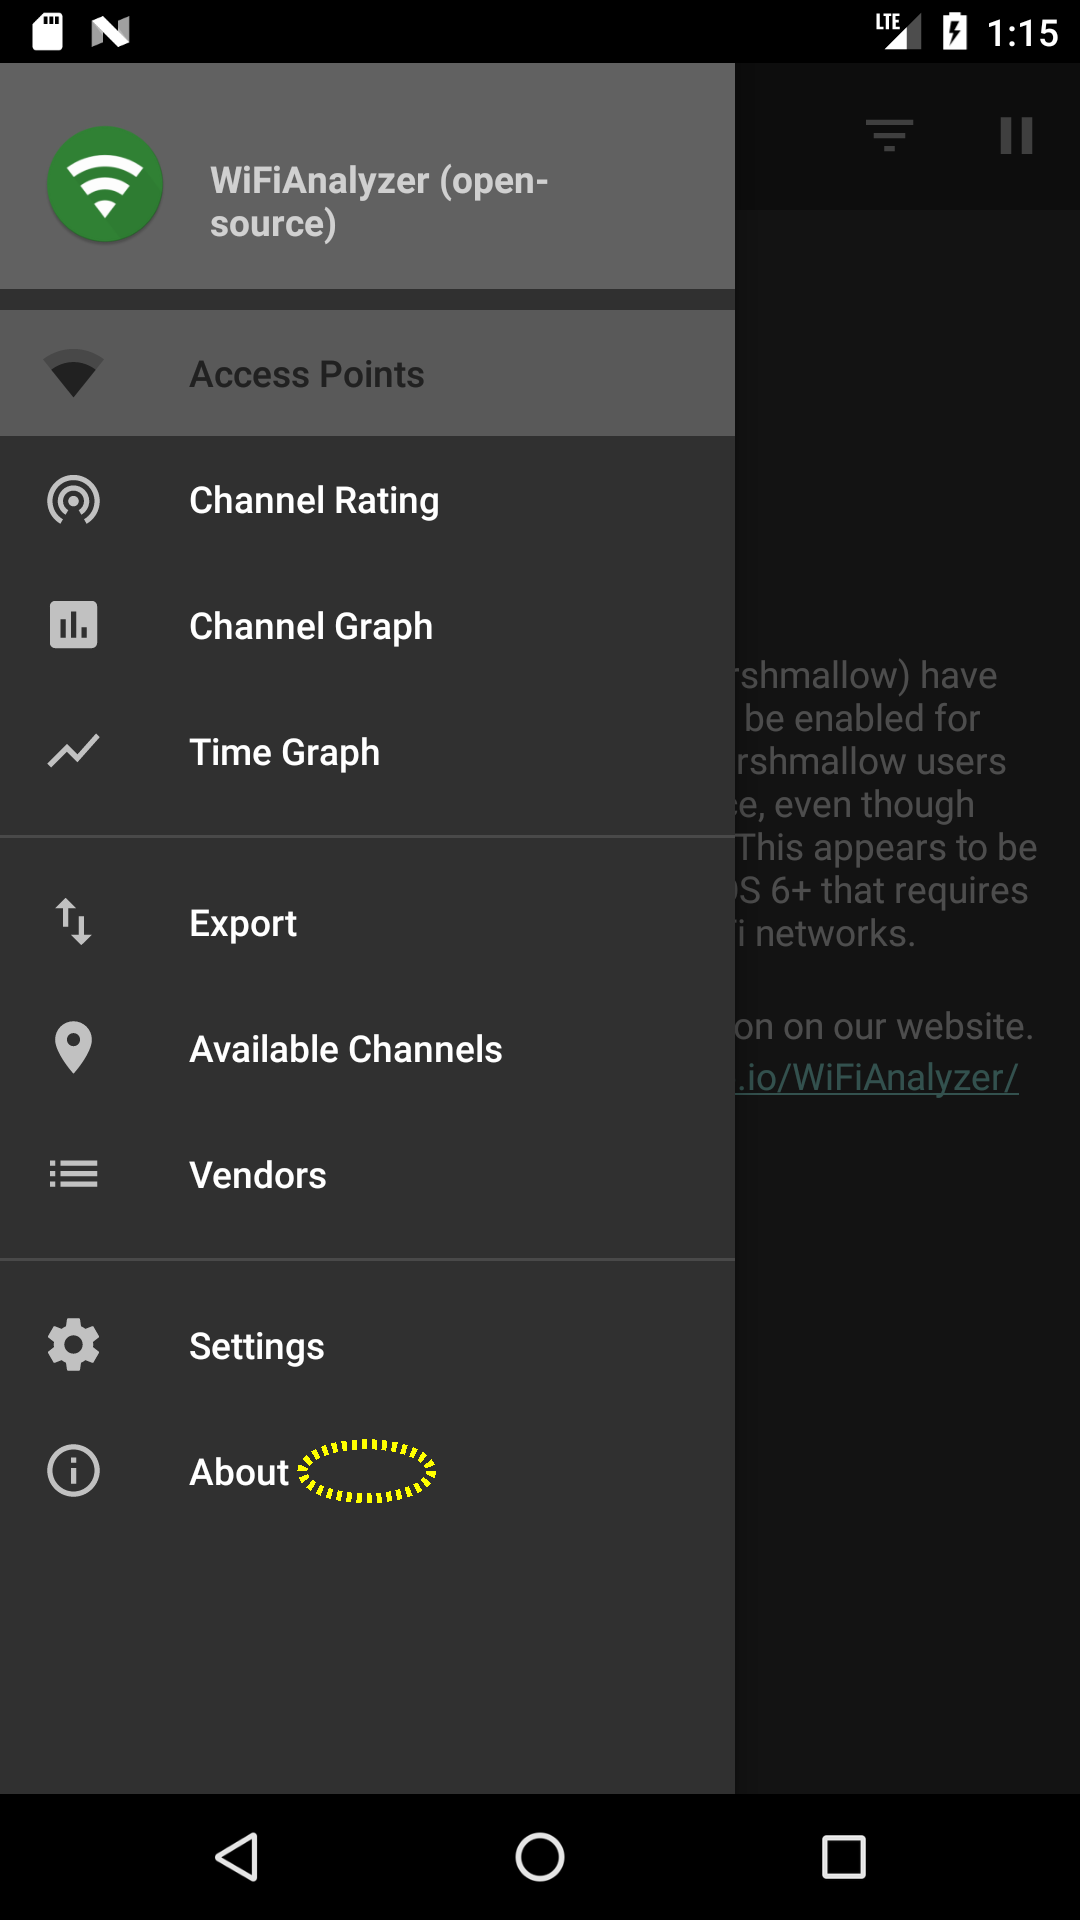 LTE 1:15
WiFiAnalyzer (open-
source)
Access Points
Channel Rating
Channel Graph
Time Graph
Export
Available Channels
Vendors
Settings
About
rshmallow) have
be enabled for
rshmallow users
e, even though
This appears to be
OS 6+ that requires
i networks.
on on our website.
.io/WiFiAnalyzer/